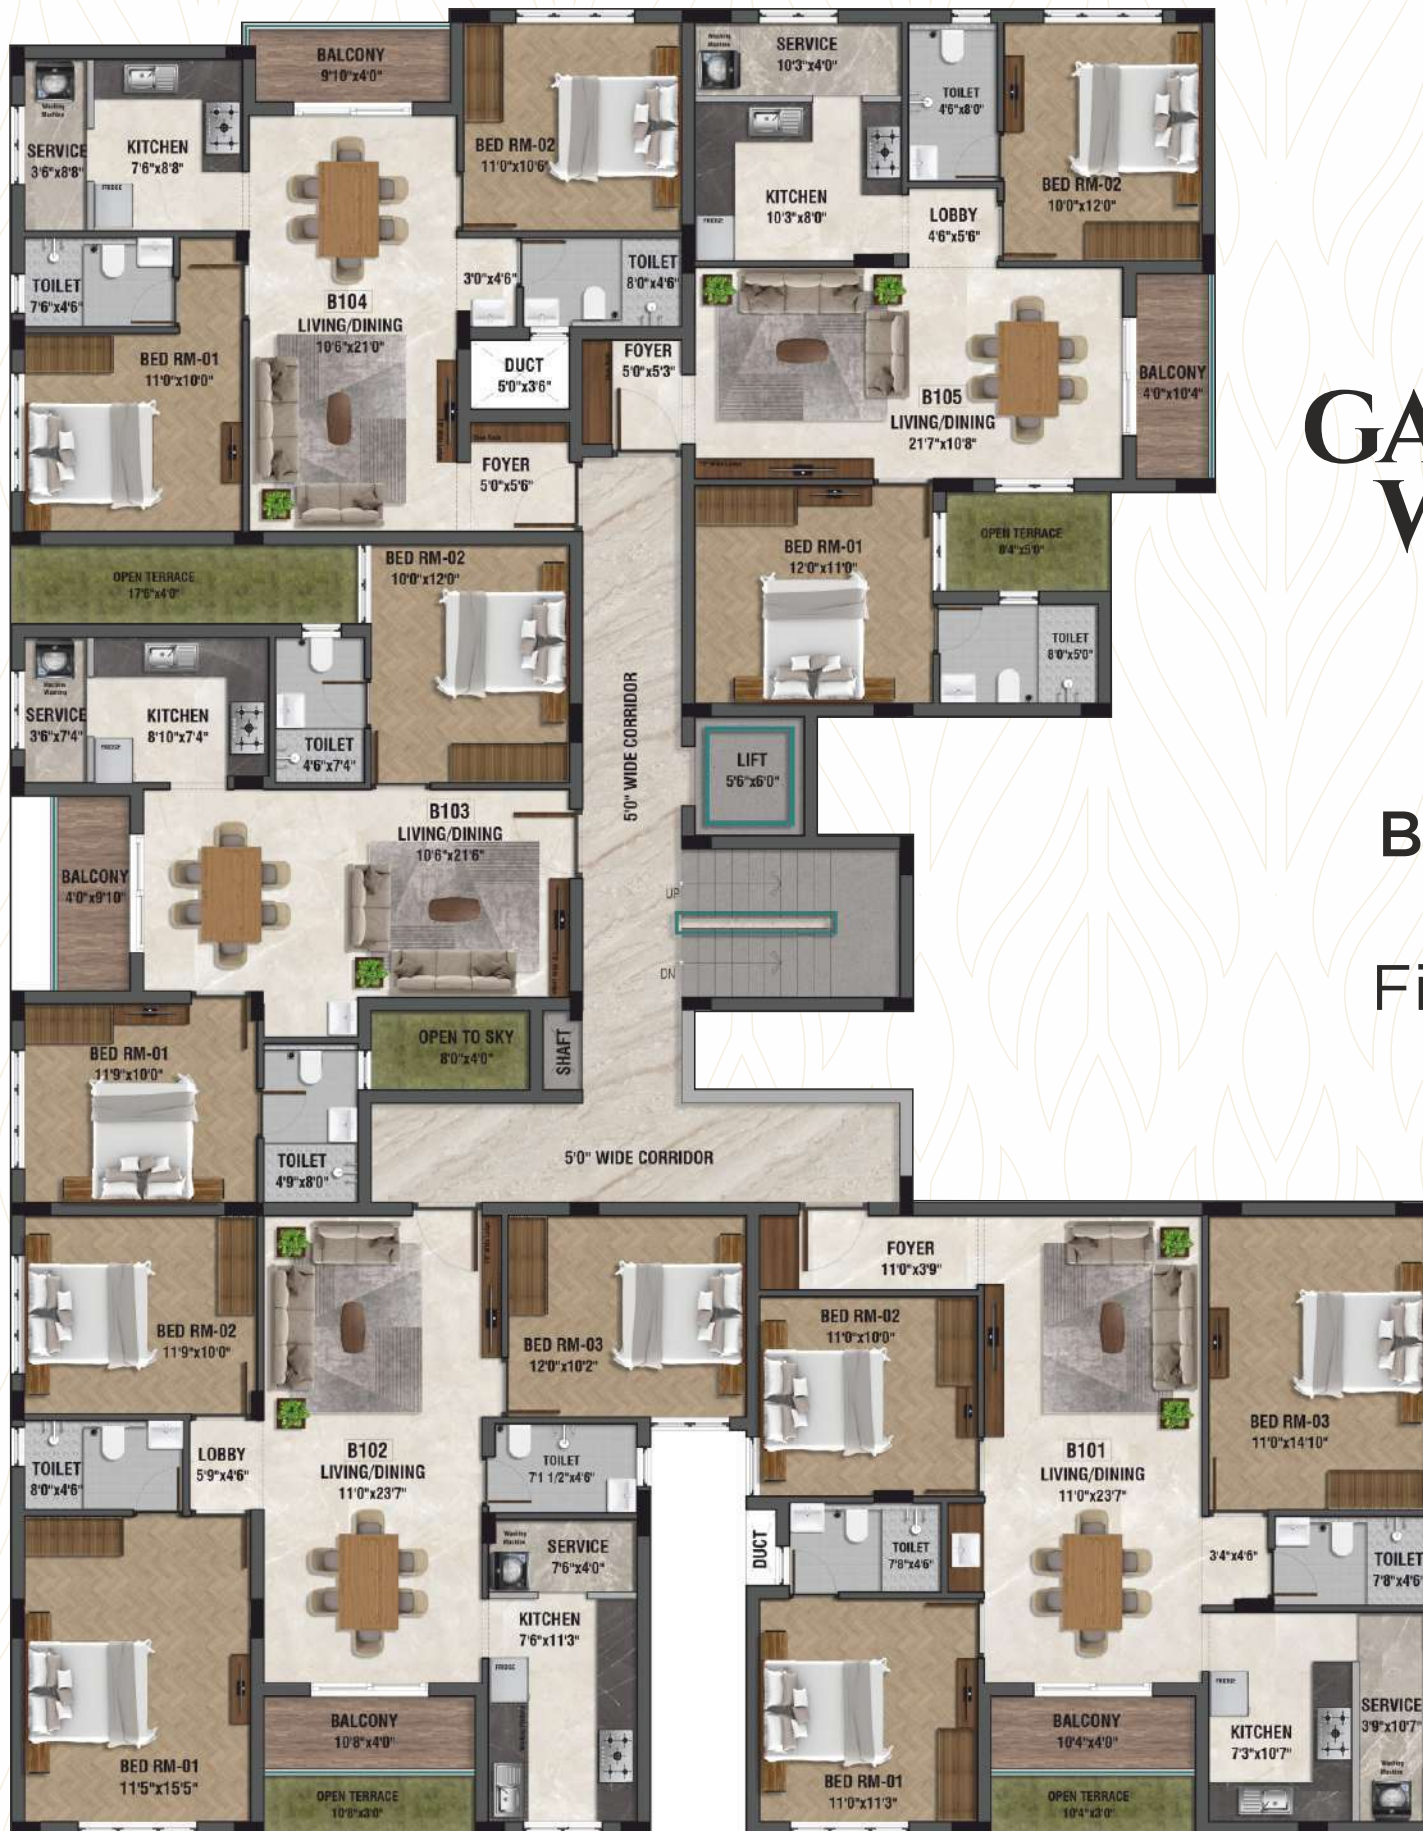 BALCONY
9'10"x4'0"
Washing
Machine
SERVICE
3'6"x8'8"
KITCHEN
7'6"x8'8"
FRIDGE
BED RM-02
11'0"x10'6"
Washing
Machine
SERVICE
10'3"x4'0"
TOILET
4'6"x8'0"
BED RM-02
10'0"x12'0"
KITCHEN
10'3"x8'0"
FRIDGE
LOBBY
4'6"x5'6"
TOILET
7'6"x4'6"
B104
LIVING/DINING
10'6"x21'0"
3'0"x4'6"
TOILET
8'0"x4'6"
BED RM-01
11'0"x10'0"
DUCT
5'0"x3'6"
FOYER
5'0"x5'3"
B105
LIVING/DINING
21'7"x10'8"
BALCONY
4'0"x10'4"
GA
V
FOYER
5'0"x5'6"
OPEN TERRACE
17'6"x4'0"
BED RM-02
10'0"x12'0"
BED RM-01
12'0"x11'0"
OPEN TERRACE
8'4"x5'0"
TOILET
8'0"x5'0"
Machine
Washing
SERVICE
3'6"x7'4"
KITCHEN
8'10"x7'4"
FRIDGE
TOILET
4'6"x7'4"
5'0" WIDE CORRIDOR
LIFT
5'6"x6'0"
B103
LIVING/DINING
10'6"x21'6"
BALCONY
4'0"x9'10"
UP
DN
B
Fi
OPEN TO SKY
8'0"x4'0"
SHAFT
BED RM-01
11'9"x10'0"
TOILET
4'9"x8'0"
5'0" WIDE CORRIDOR
BED RM-02
11'9"x10'0"
BED RM-03
12'0"x10'2"
FOYER
11'0"x3'9"
BED RM-02
11'0"x10'0"
BED RM-03
11'0"x14'10"
TOILET
8'0"x4'6"
LOBBY
5'9"x4'6"
B102
LIVING/DINING
11'0"x23'7"
TOILET
7'1 1/2"x4'6"
B101
LIVING/DINING
11'0"x23'7"
Washing
Machine
SERVICE
7'6"x4'0"
DUCT
TOILET
7'8"x4'6"
3'4"x4'6"
TOILET
7'8"x4'6
KITCHEN
7'6"x11'3"
FRIDGE
BED RM-01
11'5"x15'5"
BALCONY
10'8"x4'0"
OPEN TERRACE
10'8"x3'0"
BED RM-01
11'0"x11'3"
BALCONY
10'4"x4'0"
OPEN TERRACE
10'4"x3'0"
FRIDGE
KITCHEN
7'3"x10'7"
SERVICE
3'9"x10'7"
Washing
Machine